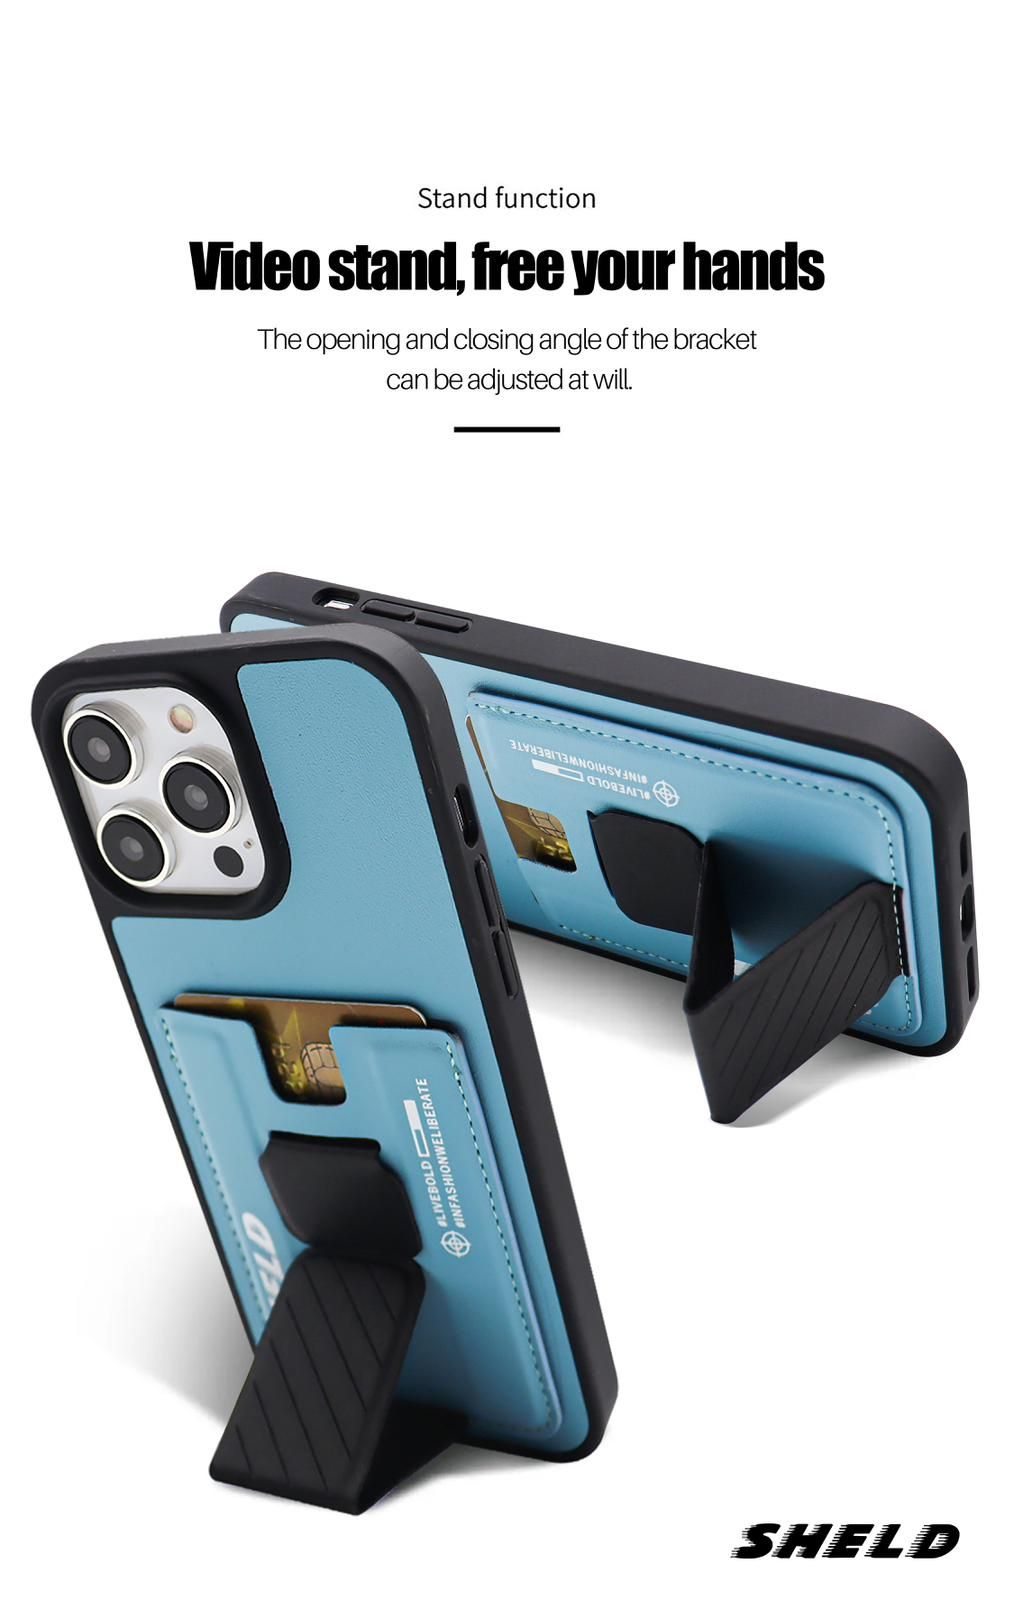 Stand function
Video stand, free your hands
The opening and closing angle of the bracket
can be adjusted at will.
#LIVEBOLD
#INFASHIONWELIBERATE
#LIVEBOLD
#INFASHIONWELIBERATE
SHELD